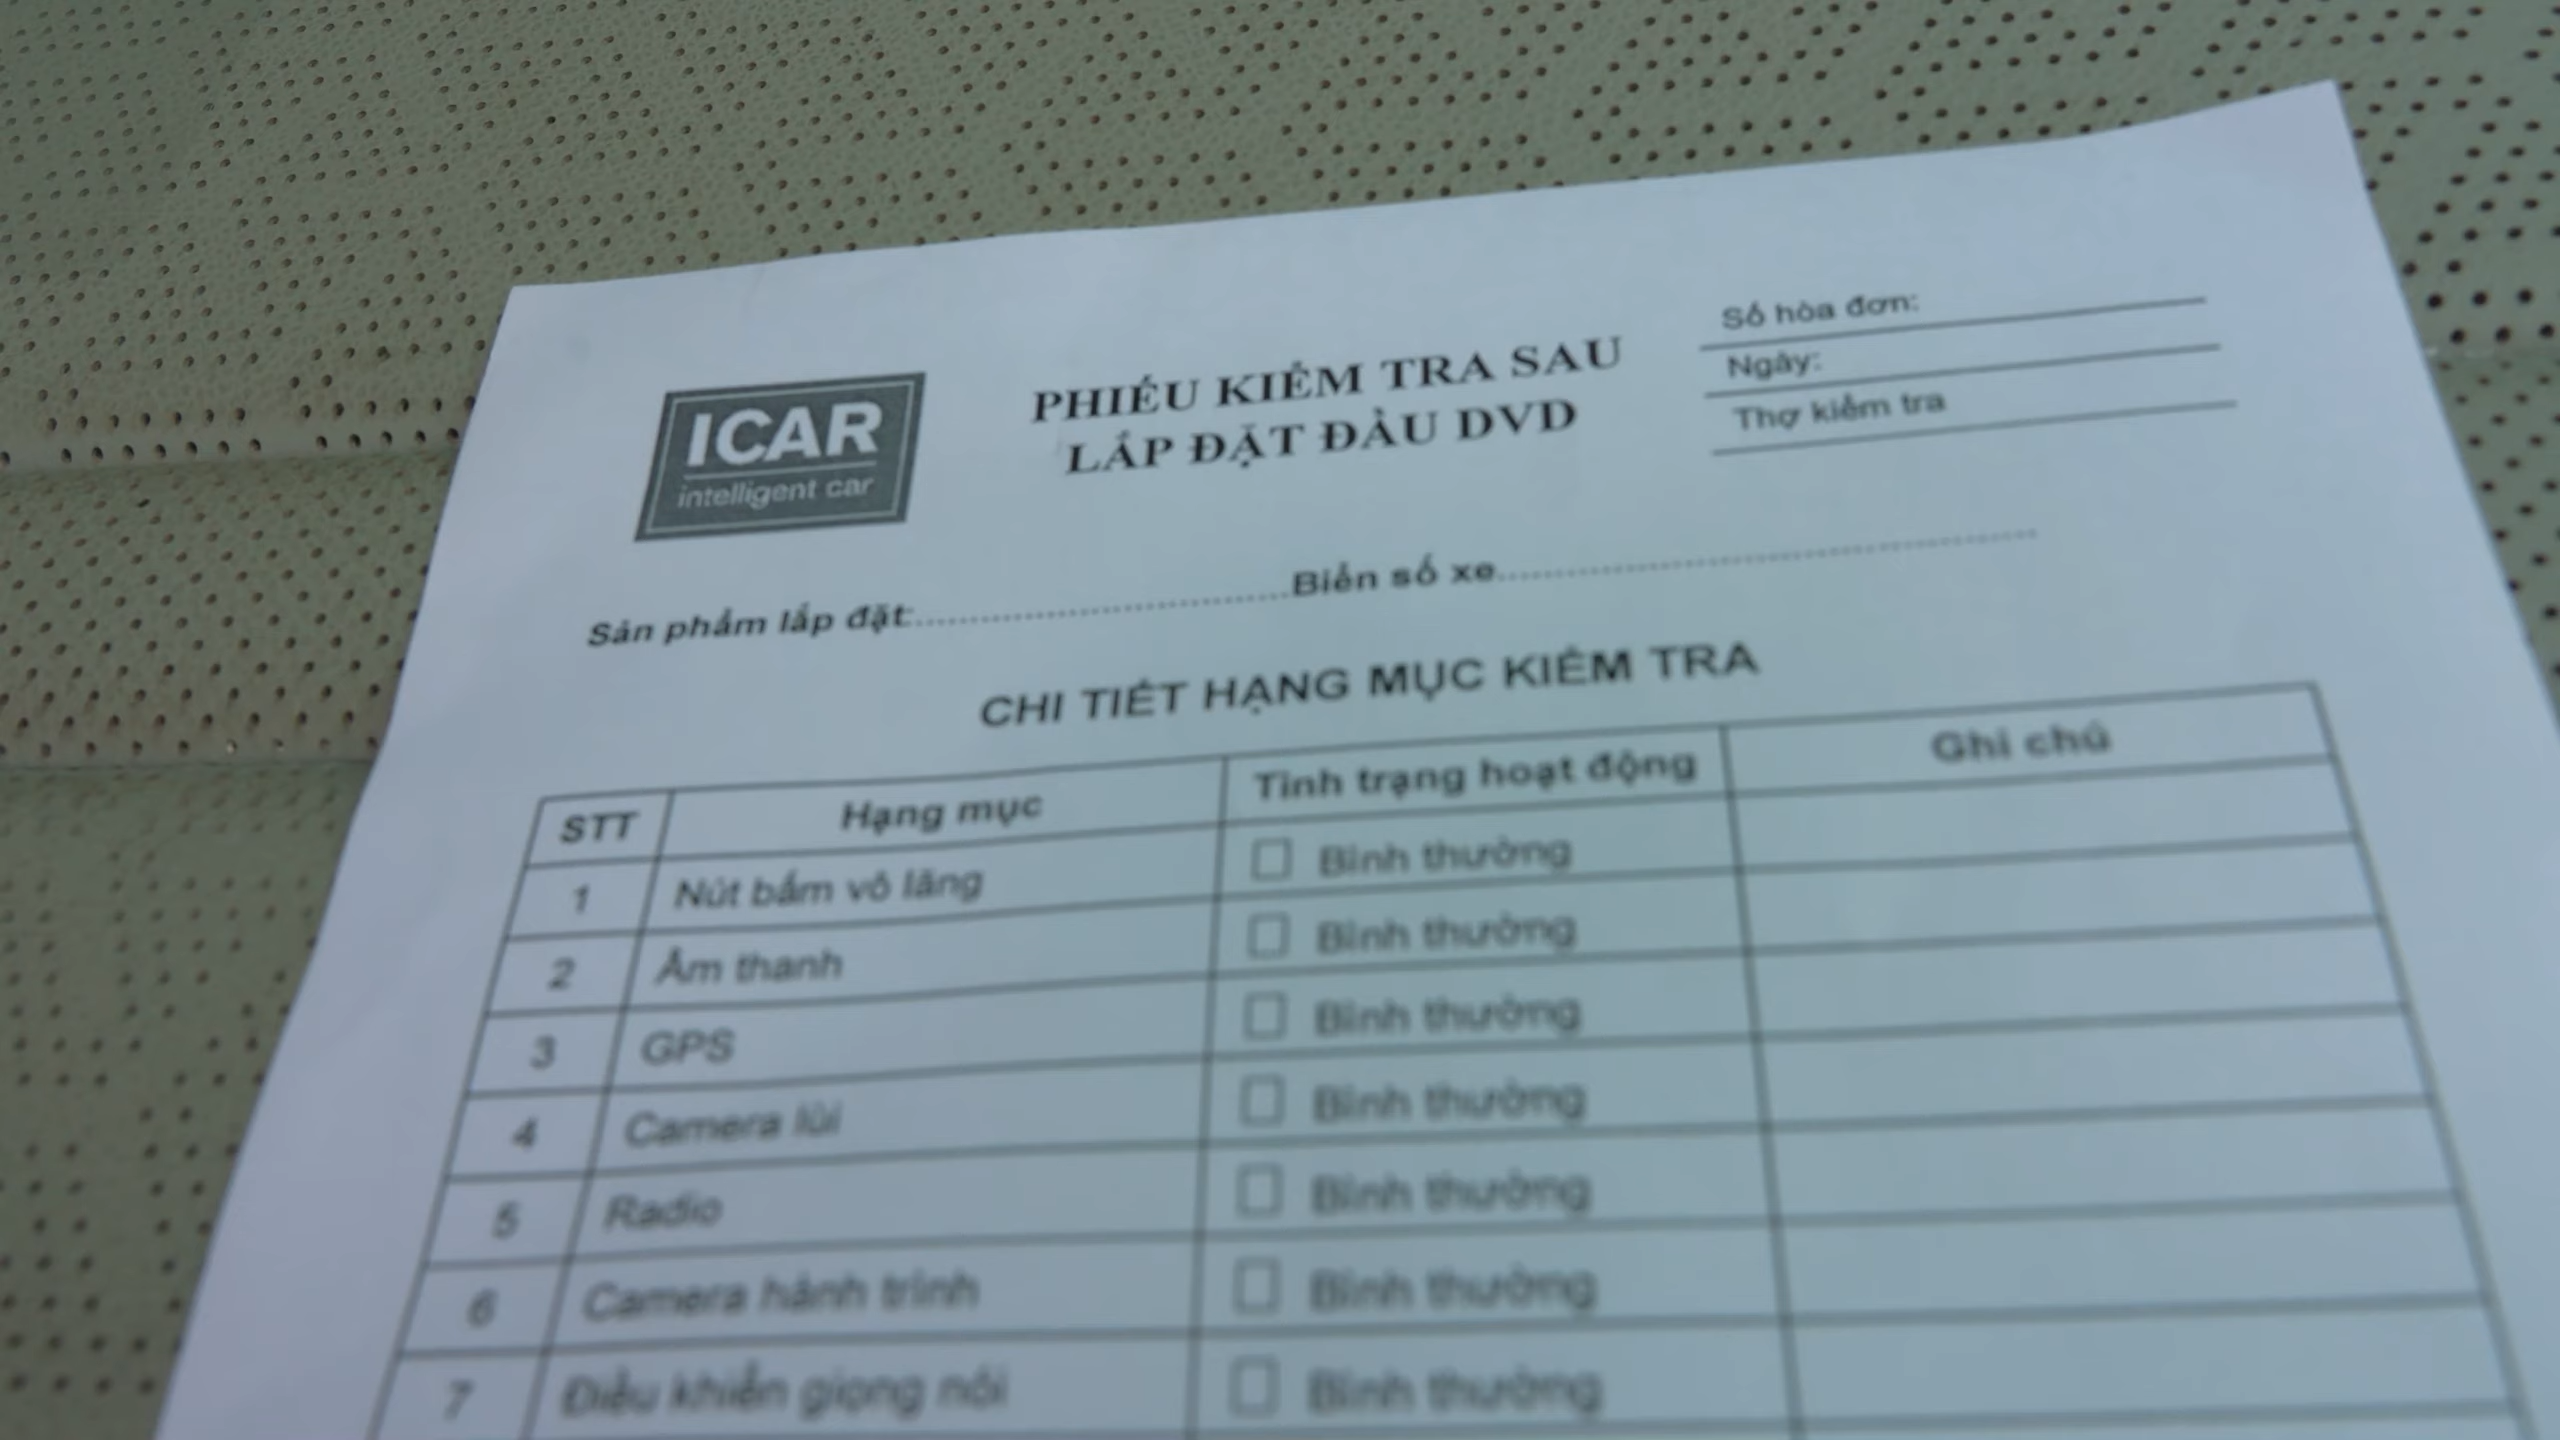 ICAR
intelligent car
PHIẾU KIỂM TRA SAU
LẮP ĐẶT ĐẦU DVD
Số hòa đơn:
Ngày:
Thợ kiểm tra
Sản phẩm lắp đặt:......................................Biển số xe......................................................
CHI TIẾT HẠNG MỤC KIỂM TRA
STT Hạng mục Tình trạng hoạt động Ghi chú
1 Nút bấm vô lăng ☐ Bình thường
2 Âm thanh ☐ Bình thường
3 GPS ☐ Bình thường
4 Camera lùi ☐ Bình thường
5 Radio ☐ Bình thường
6 Camera hành trình ☐ Bình thường
7 Điều khiển giọng nói ☐ Bình thường